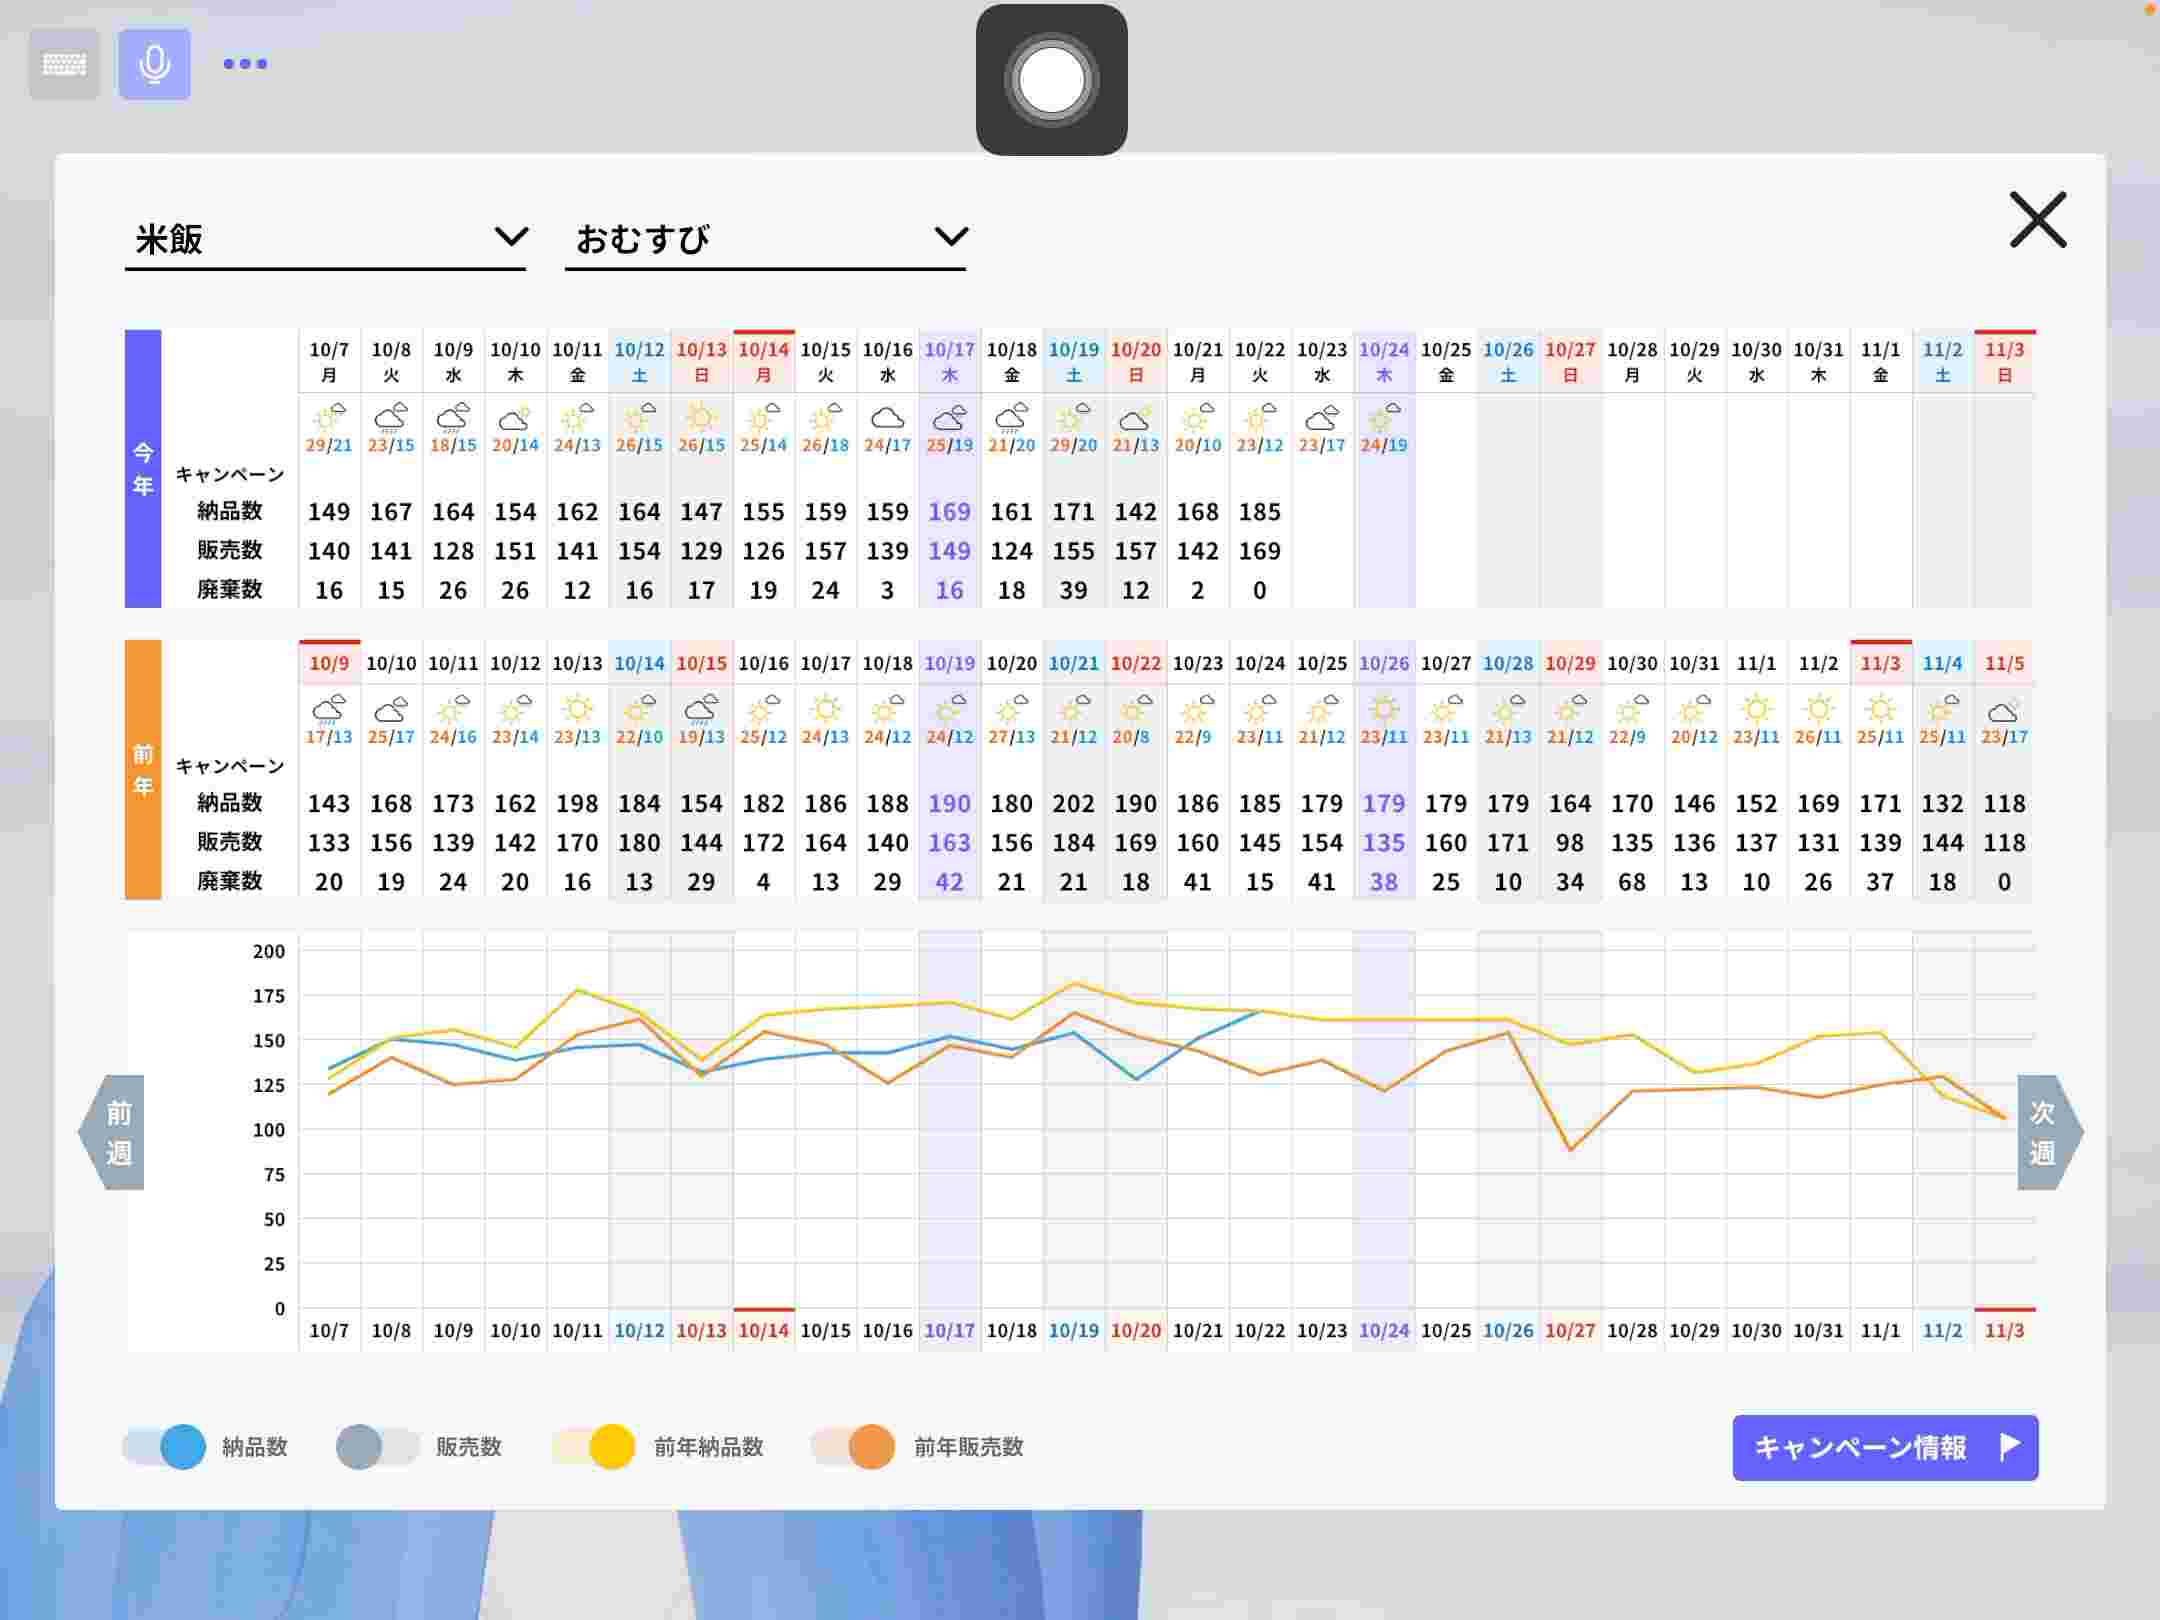 米飯 おむすび
今年
10/7 10/8 10/9 10/10 10/11 10/12 10/13 10/14 10/15 10/16 10/17 10/18 10/19 10/20 10/21 10/22 10/23 10/24 10/25 10/26 10/27 10/28 10/29 10/30 10/31 11/1 11/2 11/3
月 火 水 木 金 土 日 月 火 水 木 金 土 日 月 火 水 木 金 土 日 月 火 水 木 金 土 日
29/21 23/15 18/15 20/14 24/13 26/15 26/15 25/14 26/18 24/17 25/19 21/20 29/20 21/13 20/10 23/12 23/17 24/19
キャンペーン
納品数 149 167 164 154 162 164 147 155 159 159 169 161 171 142 168 185
販売数 140 141 128 151 141 154 129 126 157 139 149 124 155 157 142 169
廃棄数 16 15 26 26 12 16 17 19 24 3 16 18 39 12 2 0
前年
10/9 10/10 10/11 10/12 10/13 10/14 10/15 10/16 10/17 10/18 10/19 10/20 10/21 10/22 10/23 10/24 10/25 10/26 10/27 10/28 10/29 10/30 10/31 11/1 11/2 11/3 11/4 11/5
17/13 25/17 24/16 23/14 23/13 22/10 19/13 25/12 24/13 24/12 24/12 27/13 21/12 20/8 22/9 23/11 21/12 23/11 23/11 21/13 21/12 22/9 20/12 23/11 26/11 25/11 25/11 23/17
キャンペーン
納品数 143 168 173 162 198 184 154 182 186 188 190 180 202 190 186 185 179 179 179 179 164 170 146 152 169 171 132 118
販売数 133 156 139 142 170 180 144 172 164 140 163 156 184 169 160 145 154 135 160 171 98 135 136 137 131 139 144 118
廃棄数 20 19 24 20 16 13 29 4 13 29 42 21 21 18 41 15 41 38 25 10 34 68 13 10 26 37 18 0
200
175
150
125
100
75
50
25
0
前週
次週
10/7 10/8 10/9 10/10 10/11 10/12 10/13 10/14 10/15 10/16 10/17 10/18 10/19 10/20 10/21 10/22 10/23 10/24 10/25 10/26 10/27 10/28 10/29 10/30 10/31 11/1 11/2 11/3
納品数 販売数 前年納品数 前年販売数 キャンペーン情報